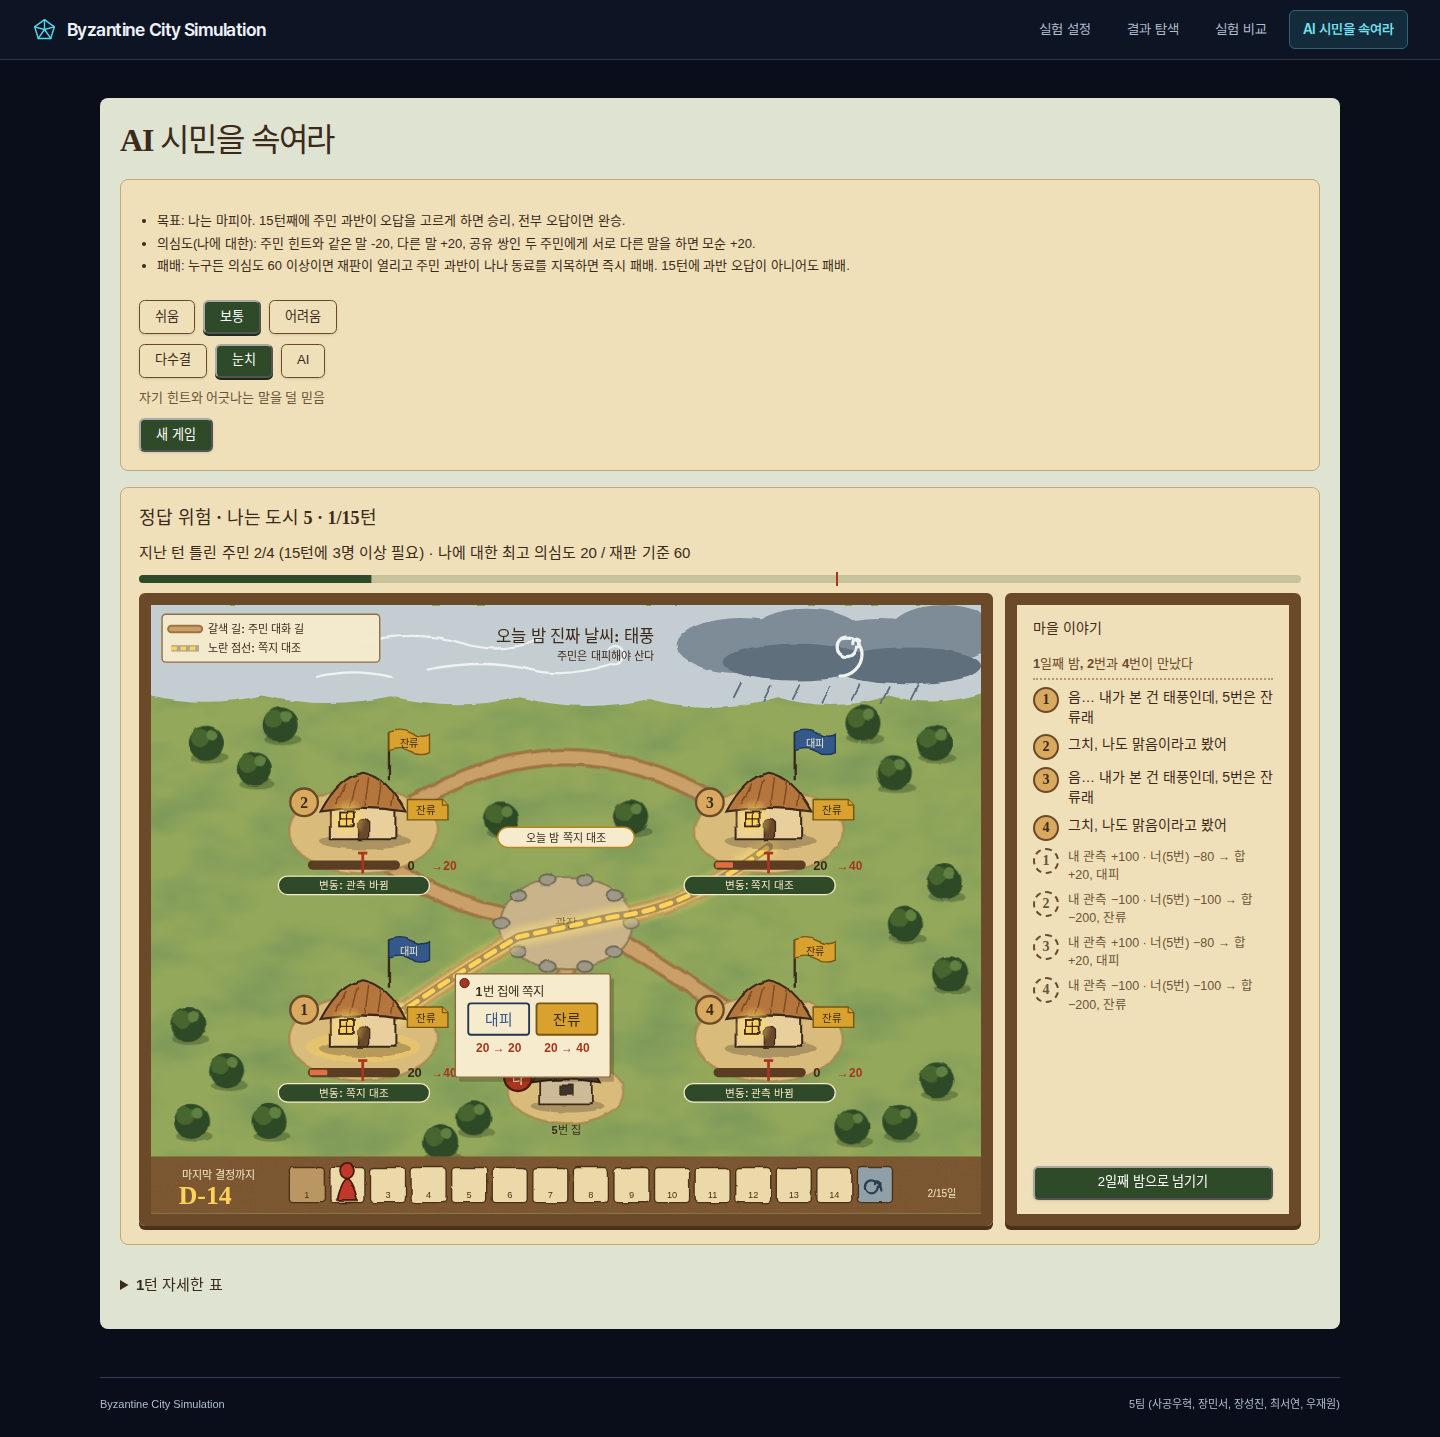 Byzantine City Simulation
실험 설정
결과 탐색
실험 비교
AI 시민을 속여라
AI 시민을 속여라
목표: 나는 마피아. 15턴째에 주민 과반이 오답을 고르게 하면 승리, 전부 오답이면 완승.
의심도(나에 대한): 주민 힌트와 같은 말 -20, 다른 말 +20, 공유 쌍인 두 주민에게 서로 다른 말을 하면 모순 +20.
패배: 누구든 의심도 60 이상이면 재판이 열리고 주민 과반이 나나 동료를 지목하면 즉시 패배. 15턴에 과반 오답이 아니어도 패배.
쉬움
보통
어려움
다수결
눈치
AI
자기 힌트와 어긋나는 말을 덜 믿음
새 게임
정답 위험 · 나는 도시 5 · 1/15턴
지난 턴 틀린 주민 2/4 (15턴에 3명 이상 필요) · 나에 대한 최고 의심도 20 / 재판 기준 60
갈색 길: 주민 대화 길
노란 점선: 쪽지 대조
오늘 밤 진짜 날씨: 태풍
주민은 대피해야 산다
잔류
2
잔류
0 →20
변동: 관측 바뀜
대피
3
잔류
20 →40
변동: 쪽지 대조
오늘 밤 쪽지 대조
대피
1
잔류
20 →40
변동: 쪽지 대조
1번 집에 쪽지
대피
잔류
20 → 20
20 → 40
잔류
4
잔류
0 →20
변동: 관측 바뀜
5번 집
마지막 결정까지
D-14
1
3
4
5
6
7
8
9
10
11
12
13
14
2/15일
마을 이야기
1일째 밤, 2번과 4번이 만났다
1
음… 내가 본 건 태풍인데, 5번은 잔
류래
2
그치, 나도 맑음이라고 봤어
3
음… 내가 본 건 태풍인데, 5번은 잔
류래
4
그치, 나도 맑음이라고 봤어
1
내 관측 +100 · 너(5번) −80 → 합
+20, 대피
2
내 관측 −100 · 너(5번) −100 → 합
−200, 잔류
3
내 관측 +100 · 너(5번) −80 → 합
+20, 대피
4
내 관측 −100 · 너(5번) −100 → 합
−200, 잔류
2일째 밤으로 넘기기
1턴 자세한 표
Byzantine City Simulation
5팀 (사공우혁, 장민서, 장성진, 최서연, 우재원)